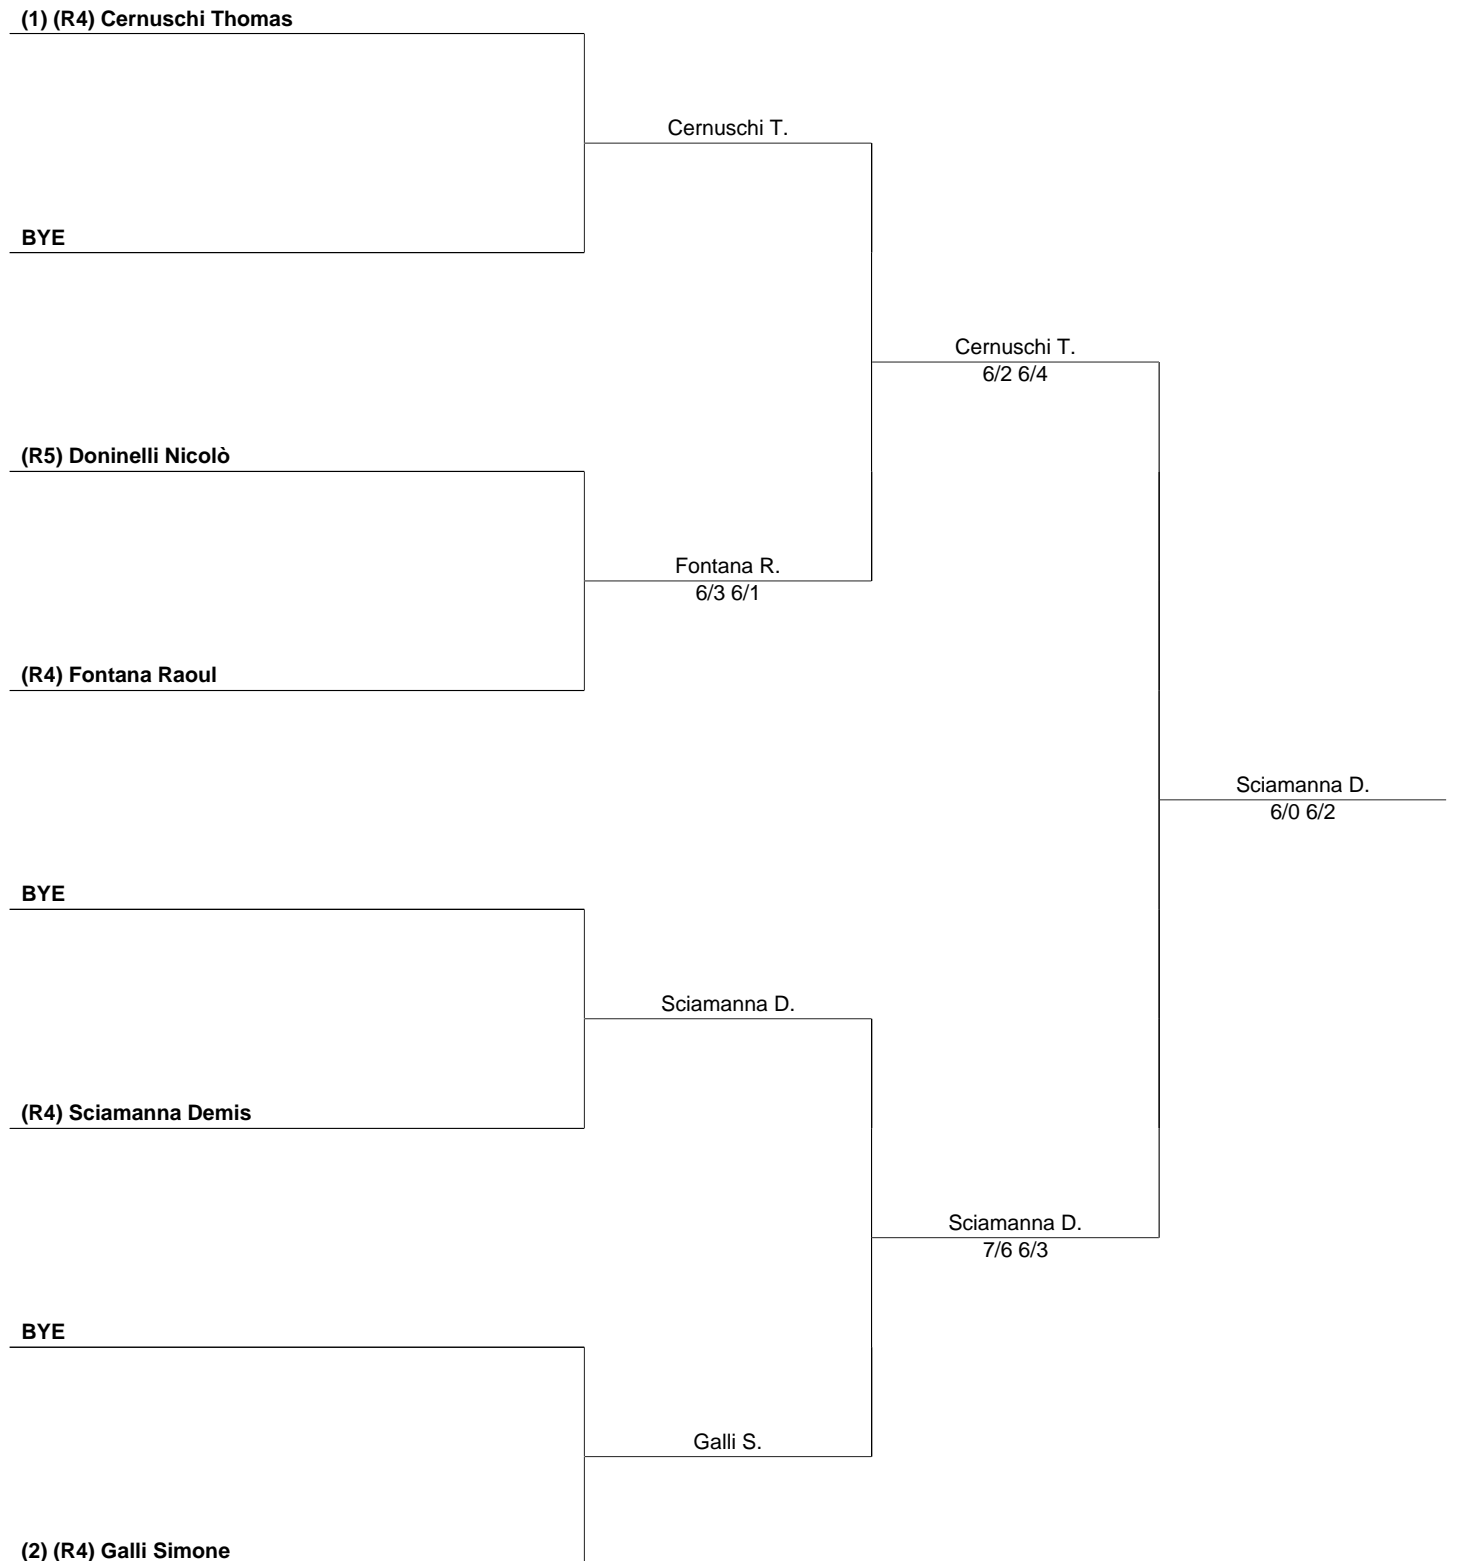 (1) (R4) Cernuschi Thomas
Cernuschi T.
BYE
Cernuschi T.
6/2 6/4
(R5) Doninelli Nicolò
Fontana R.
6/3 6/1
(R4) Fontana Raoul
Sciamanna D.
6/0 6/2
BYE
Sciamanna D.
(R4) Sciamanna Demis
Sciamanna D.
7/6 6/3
BYE
Galli S.
(2) (R4) Galli Simone